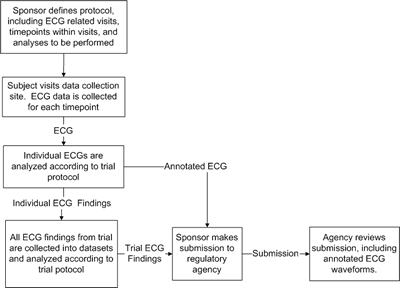 Sponsor defines protocol,
including ECG related visits,
timepoints within visits,
and analyses to be performed
Subject visits data collection
site. ECG data is collected
for each timepoint
ECG
Individual ECGs are
analyzed according to trial
protocol
Annotated ECG
Individual ECG Findings
All ECG findings from trial
are collected into datasets
and analyzed according to
trial potocol
Trial ECG
Findings
Sponsor makes
submission to
regulatory
agency
Submission
Agency reviews
submission, including
annotated ECG
waveforms.